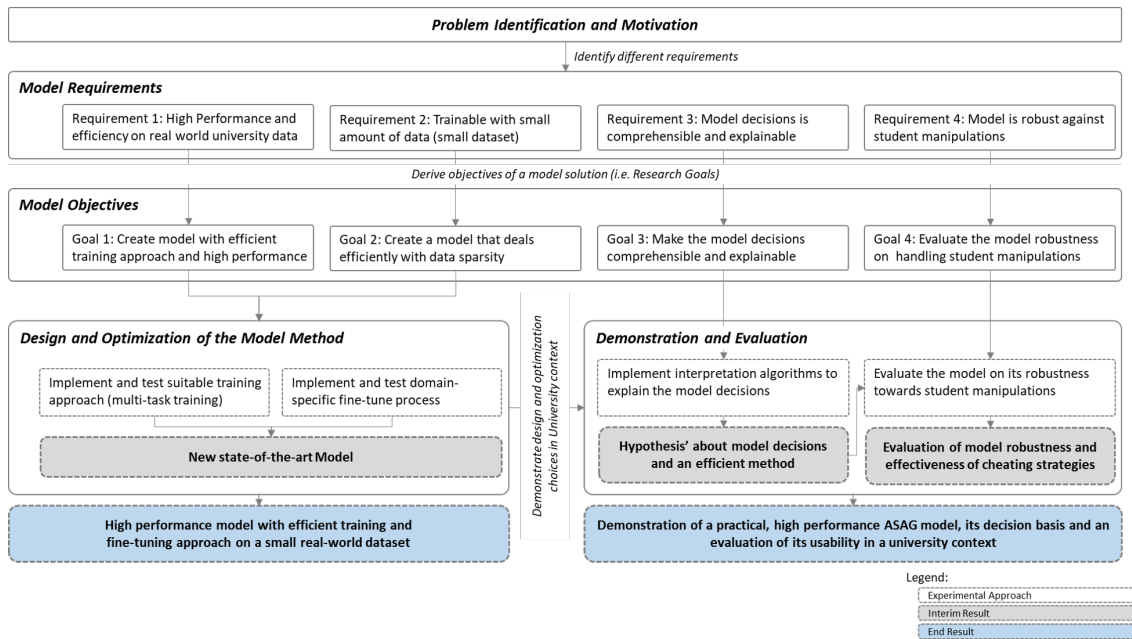 Problem Identification and Motivation
Identify different requirements
Model Requirements
Requirement 1: High Performance and
efficiency on real world university data
Requirement 2: Trainable with small
amount of data (small dataset)
Requirement 3: Model decisions is
comprehensible and explainable
Requirement 4: Model is robust against
student manipulations
Derive objectives of a model solution (i.e. Research Goals)
Model Objectives
Goal 1: Create model with efficient
training approach and high performance
Goal 2: Create a model that deals
efficiently with data sparsity
Goal 3: Make the model decisions
comprehensible and explainable
Goal 4: Evaluate the model robustness
on handling student manipulations
Design and Optimization of the Model Method
Implement and test suitable training
approach (multi-task training)
Implement and test domain-
specific fine-tune process
New state-of-the-art Model
High performance model with efficient training and
fine-tuning approach on a small real-world dataset
Demonstrate design and optimization
choices in University context
Demonstration and Evaluation
Implement interpretation algorithms to
explain the model decisions
Evaluate the model on its robustness
towards student manipulations
Hypothesis’ about model decisions
and an efficient method
Evaluation of model robustness and
effectiveness of cheating strategies
Demonstration of a practical, high performance ASAG model, its decision basis and an
evaluation of its usability in a university context
Legend:
Experimental Approach
Interim Result
End Result